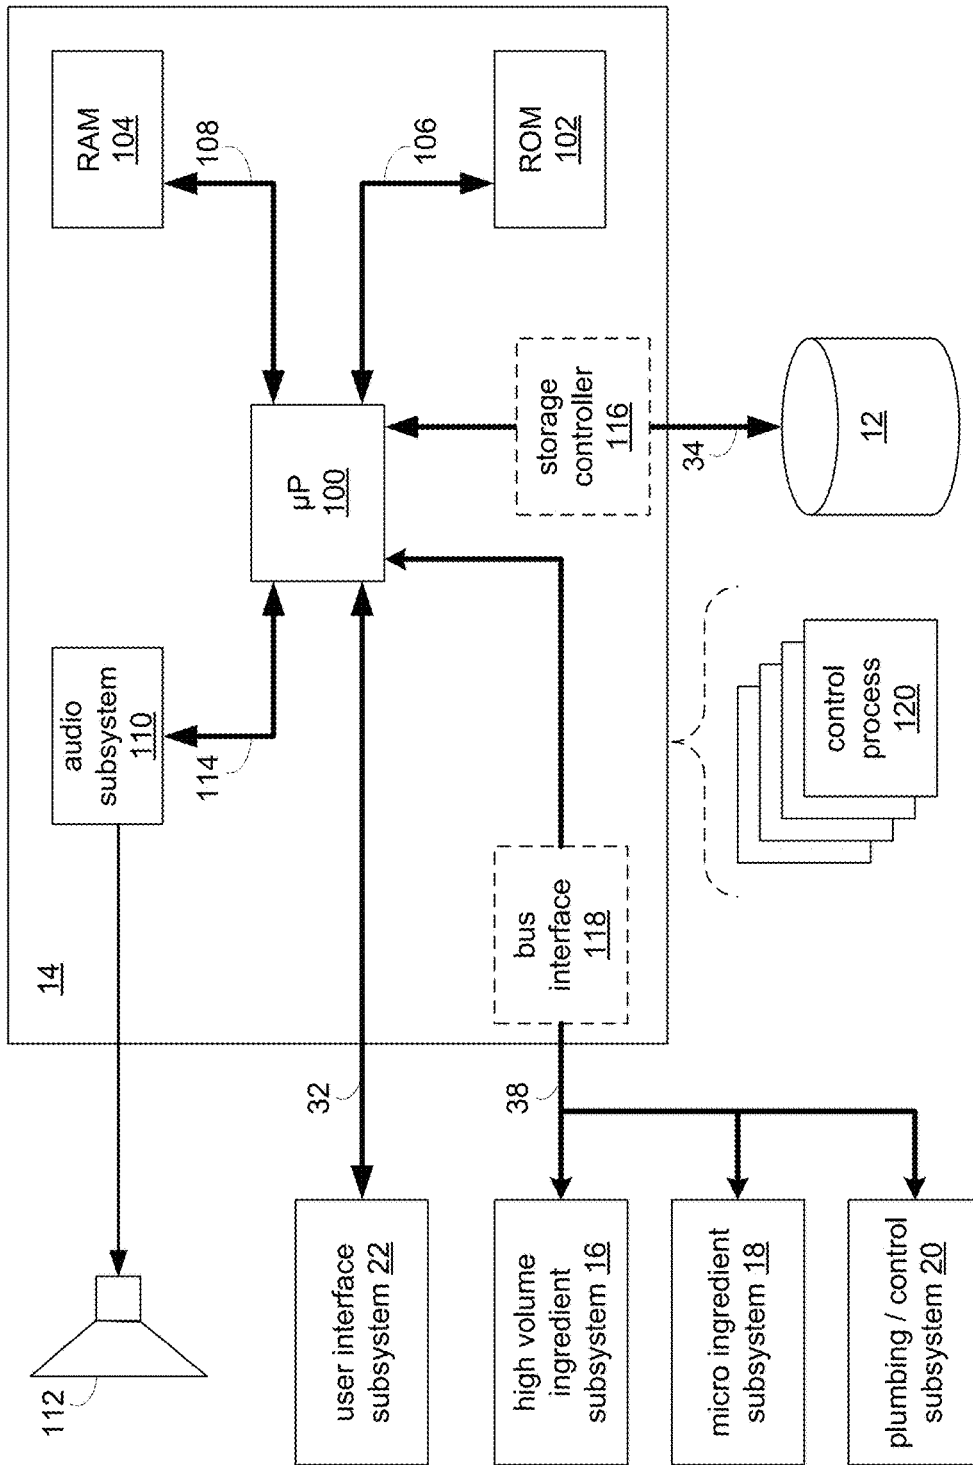 112
14
audio
subsystem
110
114
RAM
104
108
µP
100
106
ROM
102
32
user interface
subsystem 22
bus
interface
118
38
storage
controller
116
34
12
high volume
ingredient
subsystem 16
micro ingredient
subsystem 18
plumbing / control
subsystem 20
control
process
120